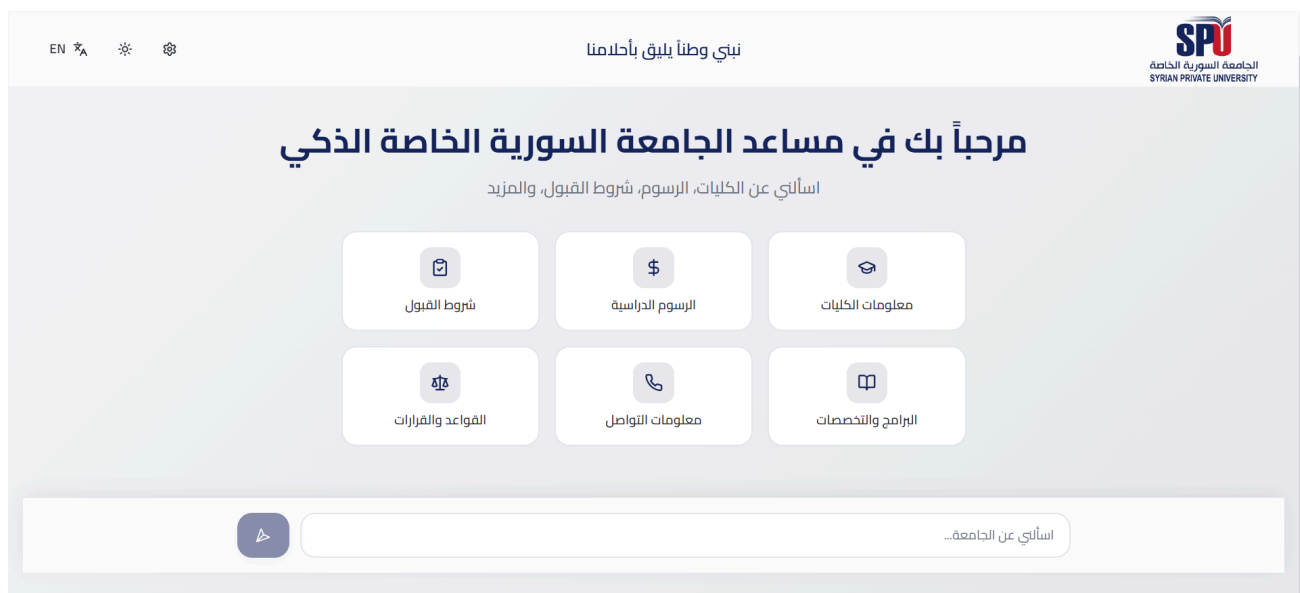 SPU
الجامعة السورية الخاصة
SYRIAN PRIVATE UNIVERSITY
نبني وطناً يليق بأحلامنا
EN
مرحباً بك في مساعد الجامعة السورية الخاصة الذكي
اسألني عن الكليات، الرسوم، شروط القبول، والمزيد
معلومات الكليات
الرسوم الدراسية
شروط القبول
البرامج والتخصصات
معلومات التواصل
القواعد والقرارات
اسألني عن الجامعة...